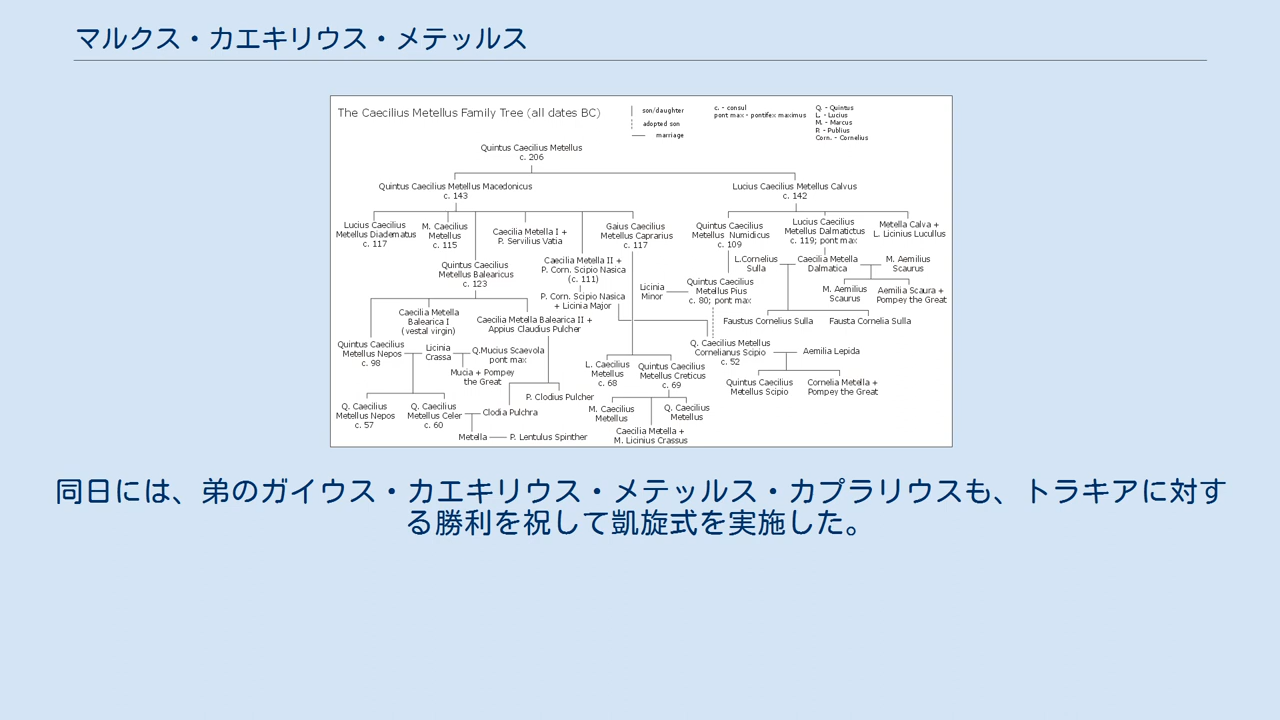 マルクス・カエキリウス・メテッルス
The Caecilius Metellus Family Tree (all dates BC)
son/daughter
adopted son
marriage
c. - consul
pont max - pontifex maximus
Q. - Quintus
L. - Lucius
M. - Marcus
P. - Publius
Corn. - Cornelius
Quintus Caecilius Metellus
c. 206
Quintus Caecilius Metellus Macedonicus
c. 143
Lucius Caecilius Metellus Calvus
c. 142
Lucius Caecilius
Metellus Diadematus
c. 117
M. Caecilius
Metellus
c. 115
Caecilia Metella I +
P. Servilius Vatia
Gaius Caecilius
Metellus Caprarius
c. 117
Quintus Caecilius
Metellus Numidicus
c. 109
Lucius Caecilius
Metellus Dalmatictus
c. 119; pont max
Metella Calva +
L. Licinius Lucullus
Quintus Caecilius
Metellus Balearicus
c. 123
Caecilia Metella II +
P. Corn. Scipio Nasica
(c. 111)
L.Cornelius
Sulla
Caecilia Metella
Dalmatica
M. Aemilius
Scaurus
Licinia
Minor
Quintus Caecilius
Metellus Pius
c. 80; pont max
M. Aemilius
Scaurus
Aemilia Scaura +
Pompey the Great
P. Corn. Scipio Nasica
+ Licinia Major
Caecilia Metella
Balearica I
(vestal virgin)
Caecilia Metella Balearica II +
Appius Claudius Pulcher
Faustus Cornelius Sulla
Fausta Cornelia Sulla
Quintus Caecilius
Metellus Nepos
c. 98
Licinia
Crassa
Q.Mucius Scaevola
pont max
Q. Caecilius Metellus
Cornelianus Scipio
c. 52
Aemilia Lepida
Mucia + Pompey
the Great
L. Caecilius
Metellus
c. 68
Quintus Caecilius
Metellus Creticus
c. 69
Quintus Caecilius
Metellus Scipio
Cornelia Metella +
Pompey the Great
P. Clodius Pulcher
Q. Caecilius
Metellus Nepos
c. 57
Q. Caecilius
Metellus Celer
c. 60
Clodia Pulchra
M. Caecilius
Metellus
Q. Caecilius
Metellus
Metella
P. Lentulus Spinther
Caecilia Metella +
M. Licinius Crassus
同日には、弟のガイウス・カエキリウス・メテッルス・カプラリウスも、トラキアに対す
る勝利を祝して凱旋式を実施した。